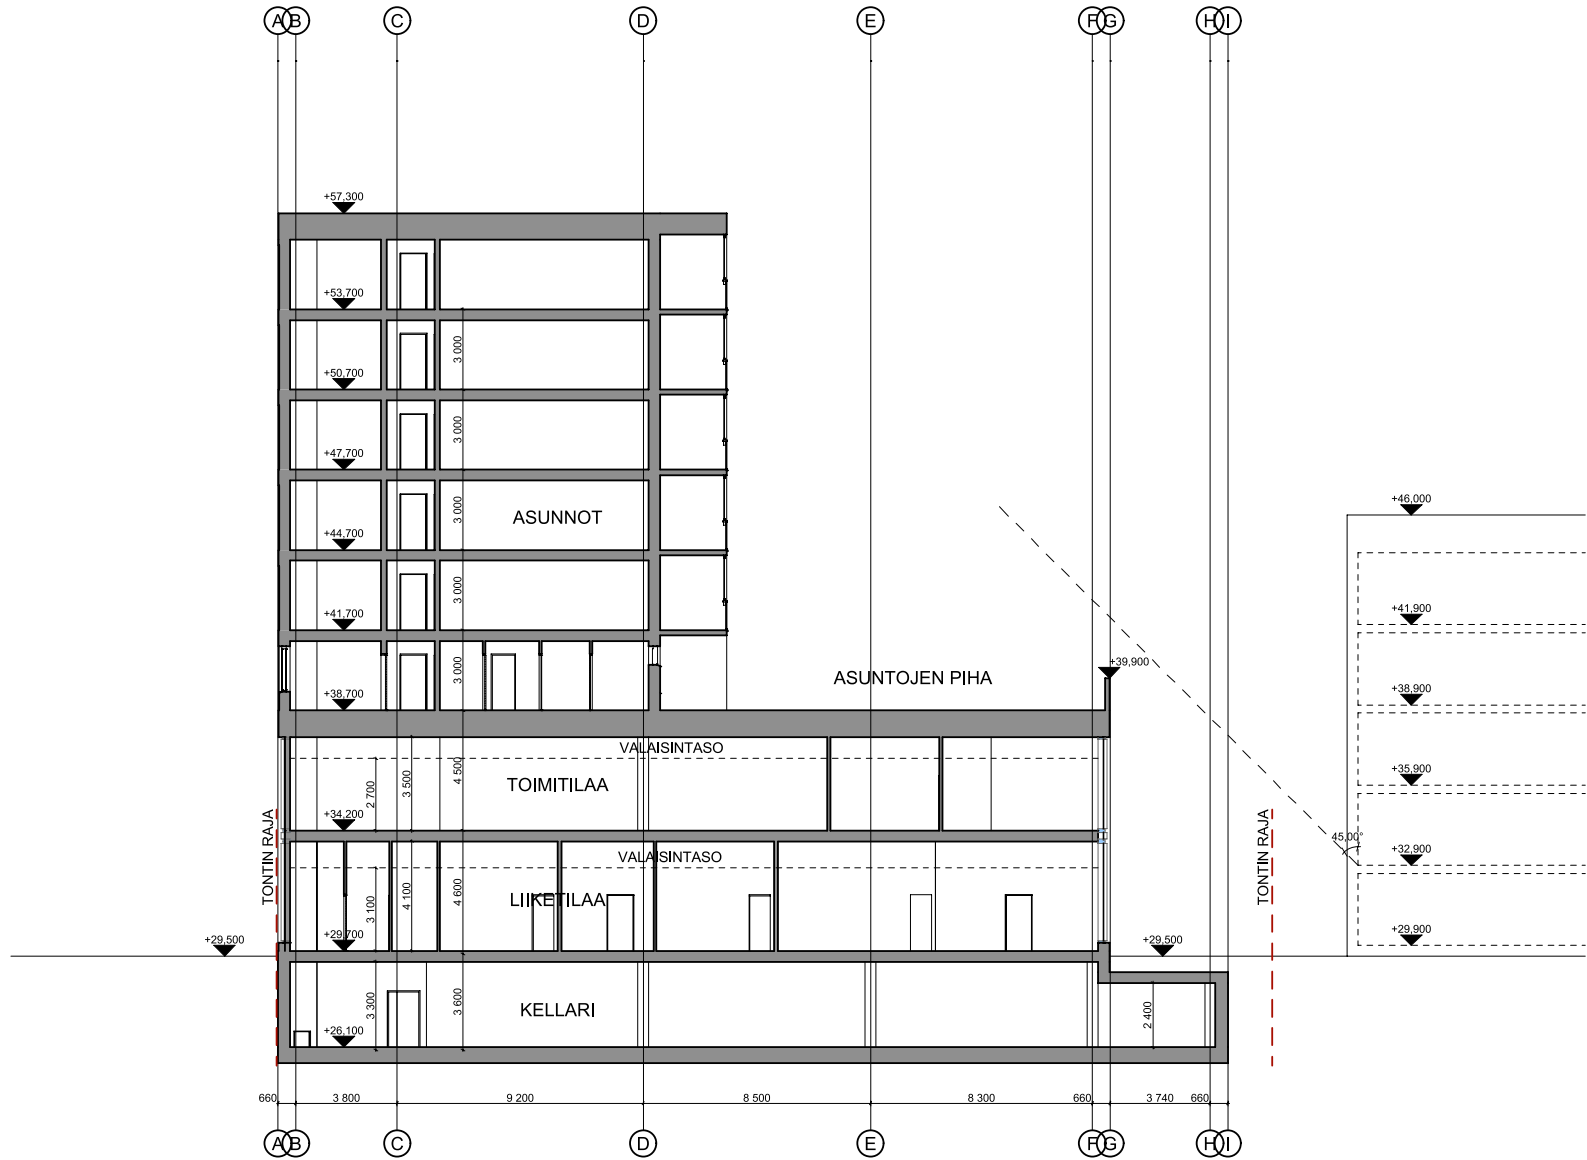 A B C D E F G H I
+57,300
+53,700
3 000
+50,700
3 000
+47,700
3 000
ASUNNOT
+46,000
+44,700
3 000
+41,900
+41,700
3 000
+39,900
ASUNTOJEN PIHA
+38,900
+38,700
VALAISINTASO
2 700
3 500
4 500
TOIMITILAA
+35,900
+34,200
TONTIN RAJA
TONTIN RAJA
45,00°
VALAISINTASO
+32,900
3 100
4 100
4 600
LIIKETILAA
+29,500
+29,700
+29,500
+29,900
3 300
3 600
KELLARI
2 400
+26,100
660 3 800 9 200 8 500 8 300 660 3 740 660
A B C D E F G H I